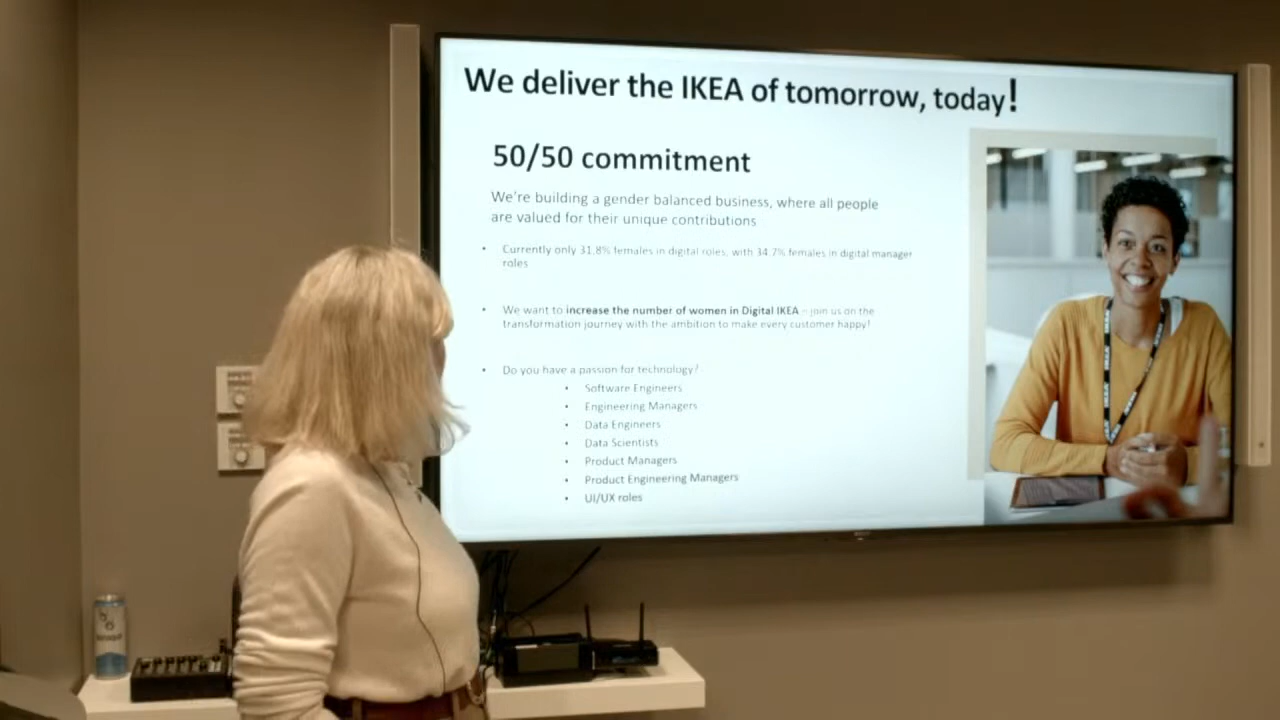 We deliver the IKEA of tomorrow, today!
50/50 commitment
We're building a gender balanced business, where all people
are valued for their unique contributions
• Currently only 31.8% females in digital roles, with 34.7% females in digital manager
roles
• We want to increase the number of women in Digital IKEA – join us on the
transformation journey with the ambition to make every customer happy!
• Do you have a passion for technology?
• Software Engineers
• Engineering Managers
• Data Engineers
• Data Scientists
• Product Managers
• Product Engineering Managers
• UI/UX roles